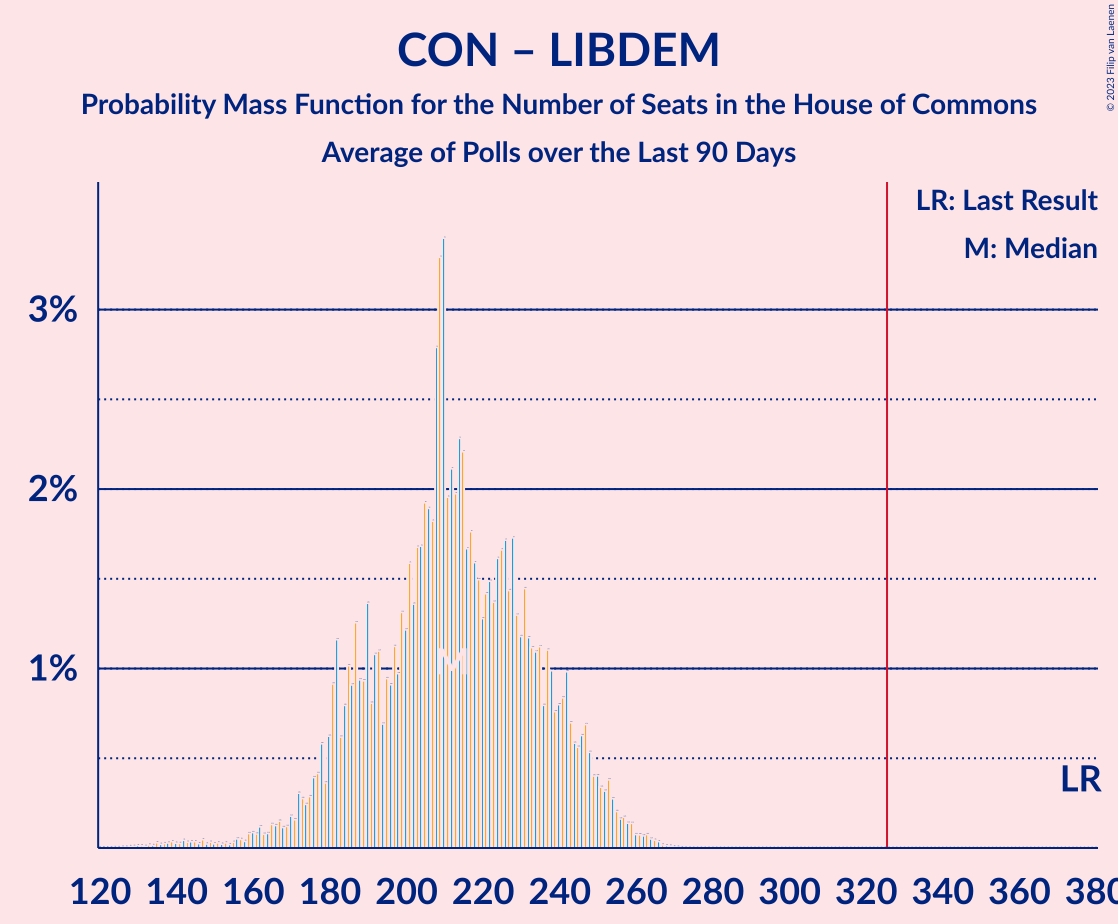 CON – LIBDEM
Probability Mass Function for the Number of Seats in the House of Commons
Average of Polls over the Last 90 Days
© 2023 Filip van Laenen
LR: Last Result
M: Median
3%
2%
1%
M
LR
120 140 160 180 200 220 240 260 280 300 320 340 360 380